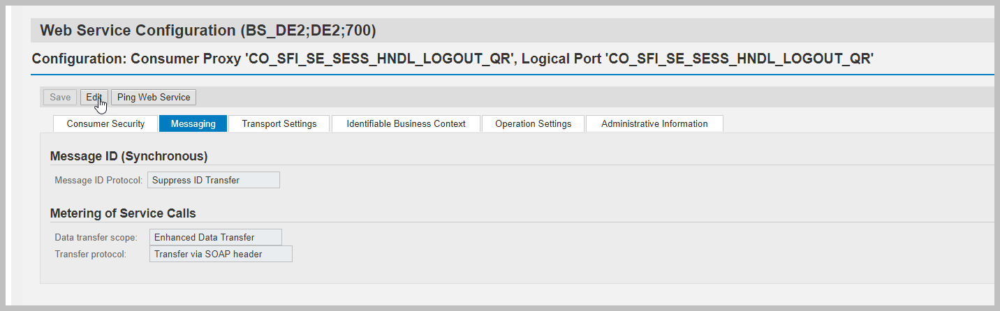 Web Service Configuration (BS_DE2;DE2;700)
Configuration: Consumer Proxy 'CO_SFI_SE_SESS_HNDL_LOGOUT_QR', Logical Port 'CO_SFI_SE_SESS_HNDL_LOGOUT_QR'
Save Edit Ping Web Service
Consumer Security Messaging Transport Settings Identifiable Business Context Operation Settings Administrative Information
Message ID (Synchronous)
Message ID Protocol: Suppress ID Transfer
Metering of Service Calls
Data transfer scope: Enhanced Data Transfer
Transfer protocol: Transfer via SOAP header